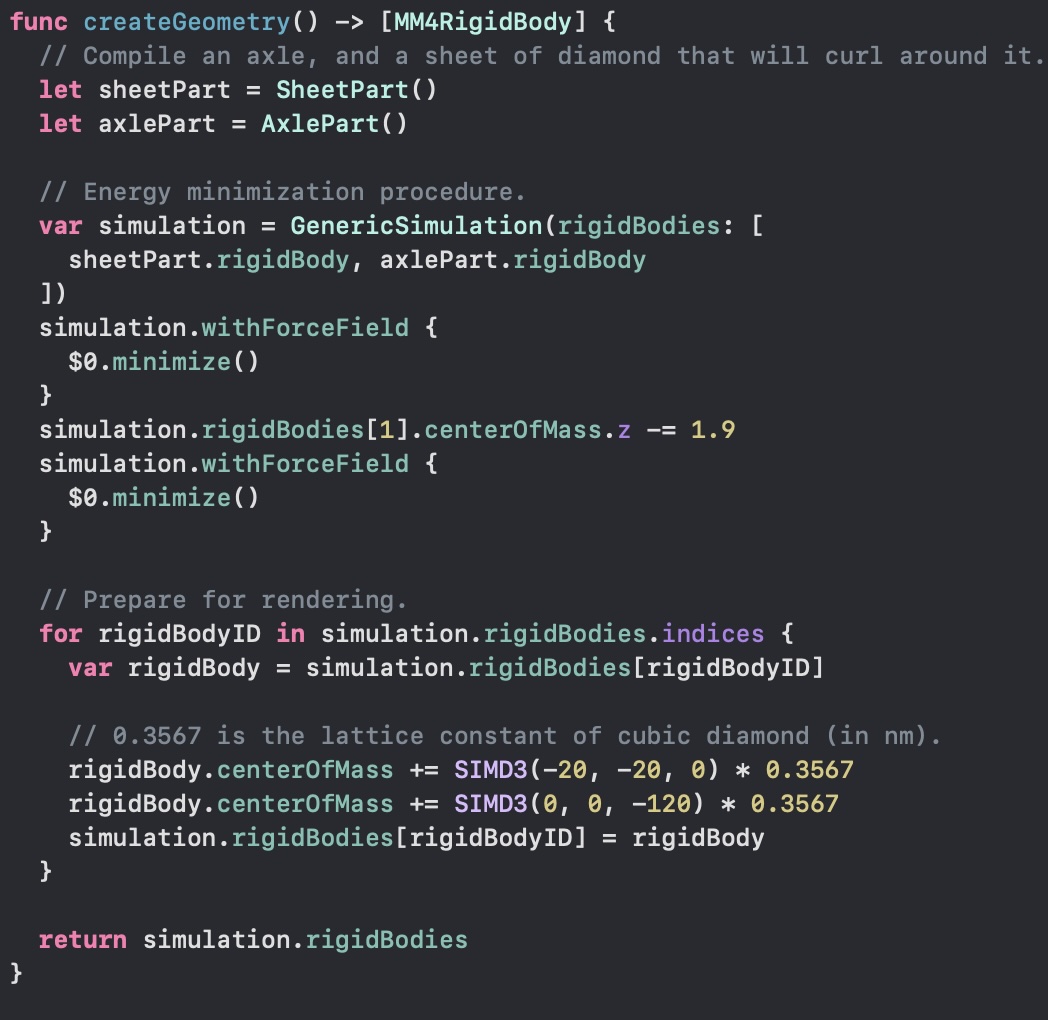 func createGeometry() -> [MM4RigidBody] {
  // Compile an axle, and a sheet of diamond that will curl around it.
  let sheetPart = SheetPart()
  let axlePart = AxlePart()

  // Energy minimization procedure.
  var simulation = GenericSimulation(rigidBodies: [
    sheetPart.rigidBody, axlePart.rigidBody
  ])
  simulation.withForceField {
    $0.minimize()
  }
  simulation.rigidBodies[1].centerOfMass.z -= 1.9
  simulation.withForceField {
    $0.minimize()
  }

  // Prepare for rendering.
  for rigidBodyID in simulation.rigidBodies.indices {
    var rigidBody = simulation.rigidBodies[rigidBodyID]

    // 0.3567 is the lattice constant of cubic diamond (in nm).
    rigidBody.centerOfMass += SIMD3(-20, -20, 0) * 0.3567
    rigidBody.centerOfMass += SIMD3(0, 0, -120) * 0.3567
    simulation.rigidBodies[rigidBodyID] = rigidBody
  }

  return simulation.rigidBodies
}